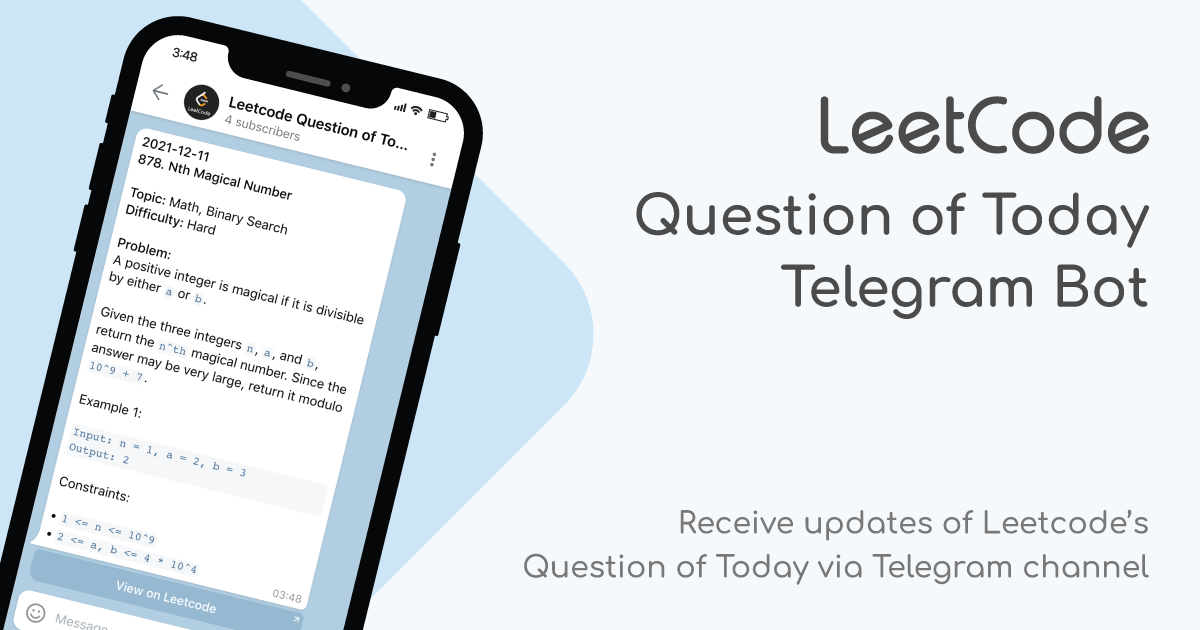 3:48
LeetCode
Leetcode Question of To...
4 subscribers
2021-12-11
878. Nth Magical Number
Topic: Math, Binary Search
Difficulty: Hard
Problem:
A positive integer is magical if it is divisible
by either a or b.
Given the three integers n, a, and b,
return the n^th magical number. Since the
answer may be very large, return it modulo
10^9 + 7.
Example 1:
Input: n = 1, a = 2, b = 3
Output: 2
Constraints:
• 1 <= n <= 10^9
• 2 <= a, b <= 4 * 10^4
03:48
View on Leetcode
Message
LeetCode
Question of Today
Telegram Bot
Receive updates of Leetcode’s
Question of Today via Telegram channel